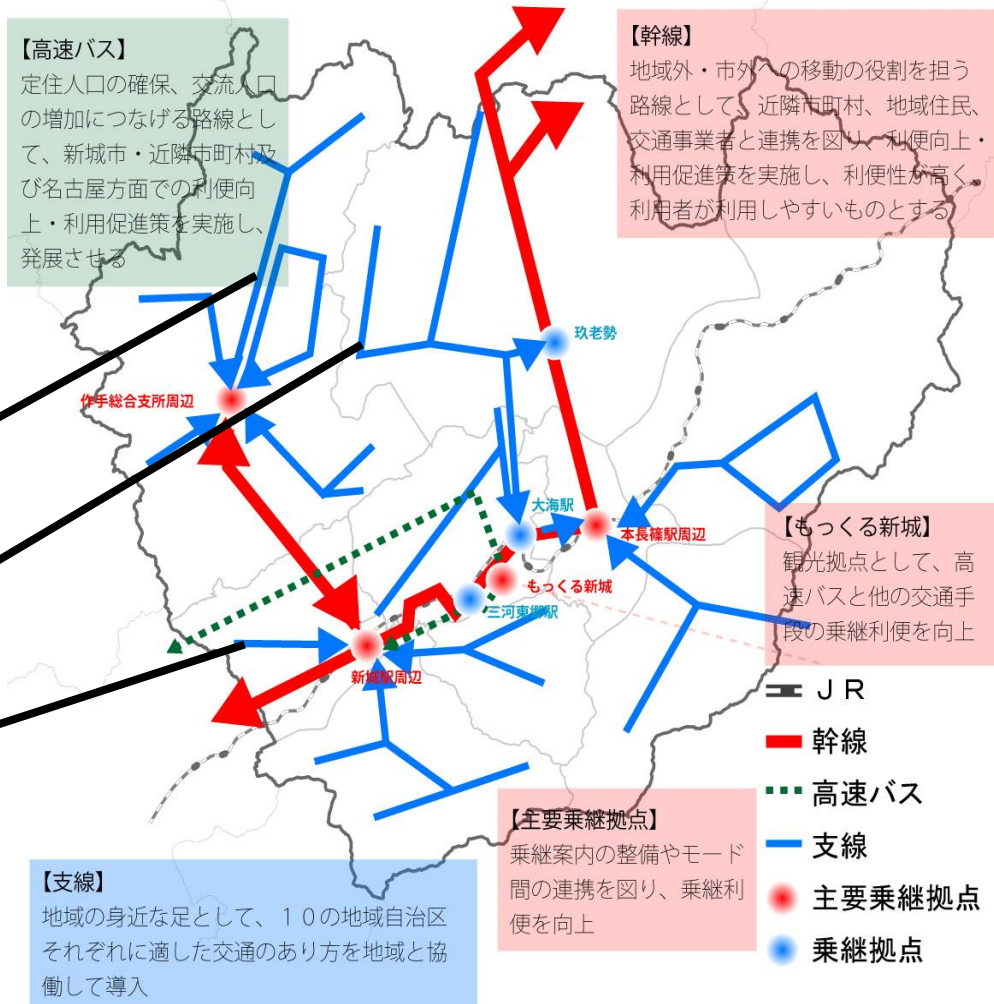 【高速バス】
定住人口の確保、交流人口
の増加につなげる路線とし
て、新城市・近隣市町村及
び名古屋方面での利便向
上・利用促進策を実施し、
発展させる
【幹線】
地域外・市外への移動の役割を担う
路線として、近隣市町村、地域住民、
交通事業者と連携を図り、利便向上・
利用促進策を実施し、利便性が高く、
利用者が利用しやすいものとする
玖老勢
作手総合支所周辺
大海駅
本長篠駅周辺
もっくる新城
三河東郷駅
新城駅周辺
【もっくる新城】
観光拠点として、高
速バスと他の交通手
段の乗継利便を向上
ＪＲ
幹線
高速バス
支線
主要乗継拠点
乗継拠点
【主要乗継拠点】
乗継案内の整備やモード
間の連携を図り、乗継利
便を向上
【支線】
地域の身近な足として、１０の地域自治区
それぞれに適した交通のあり方を地域と協
働して導入